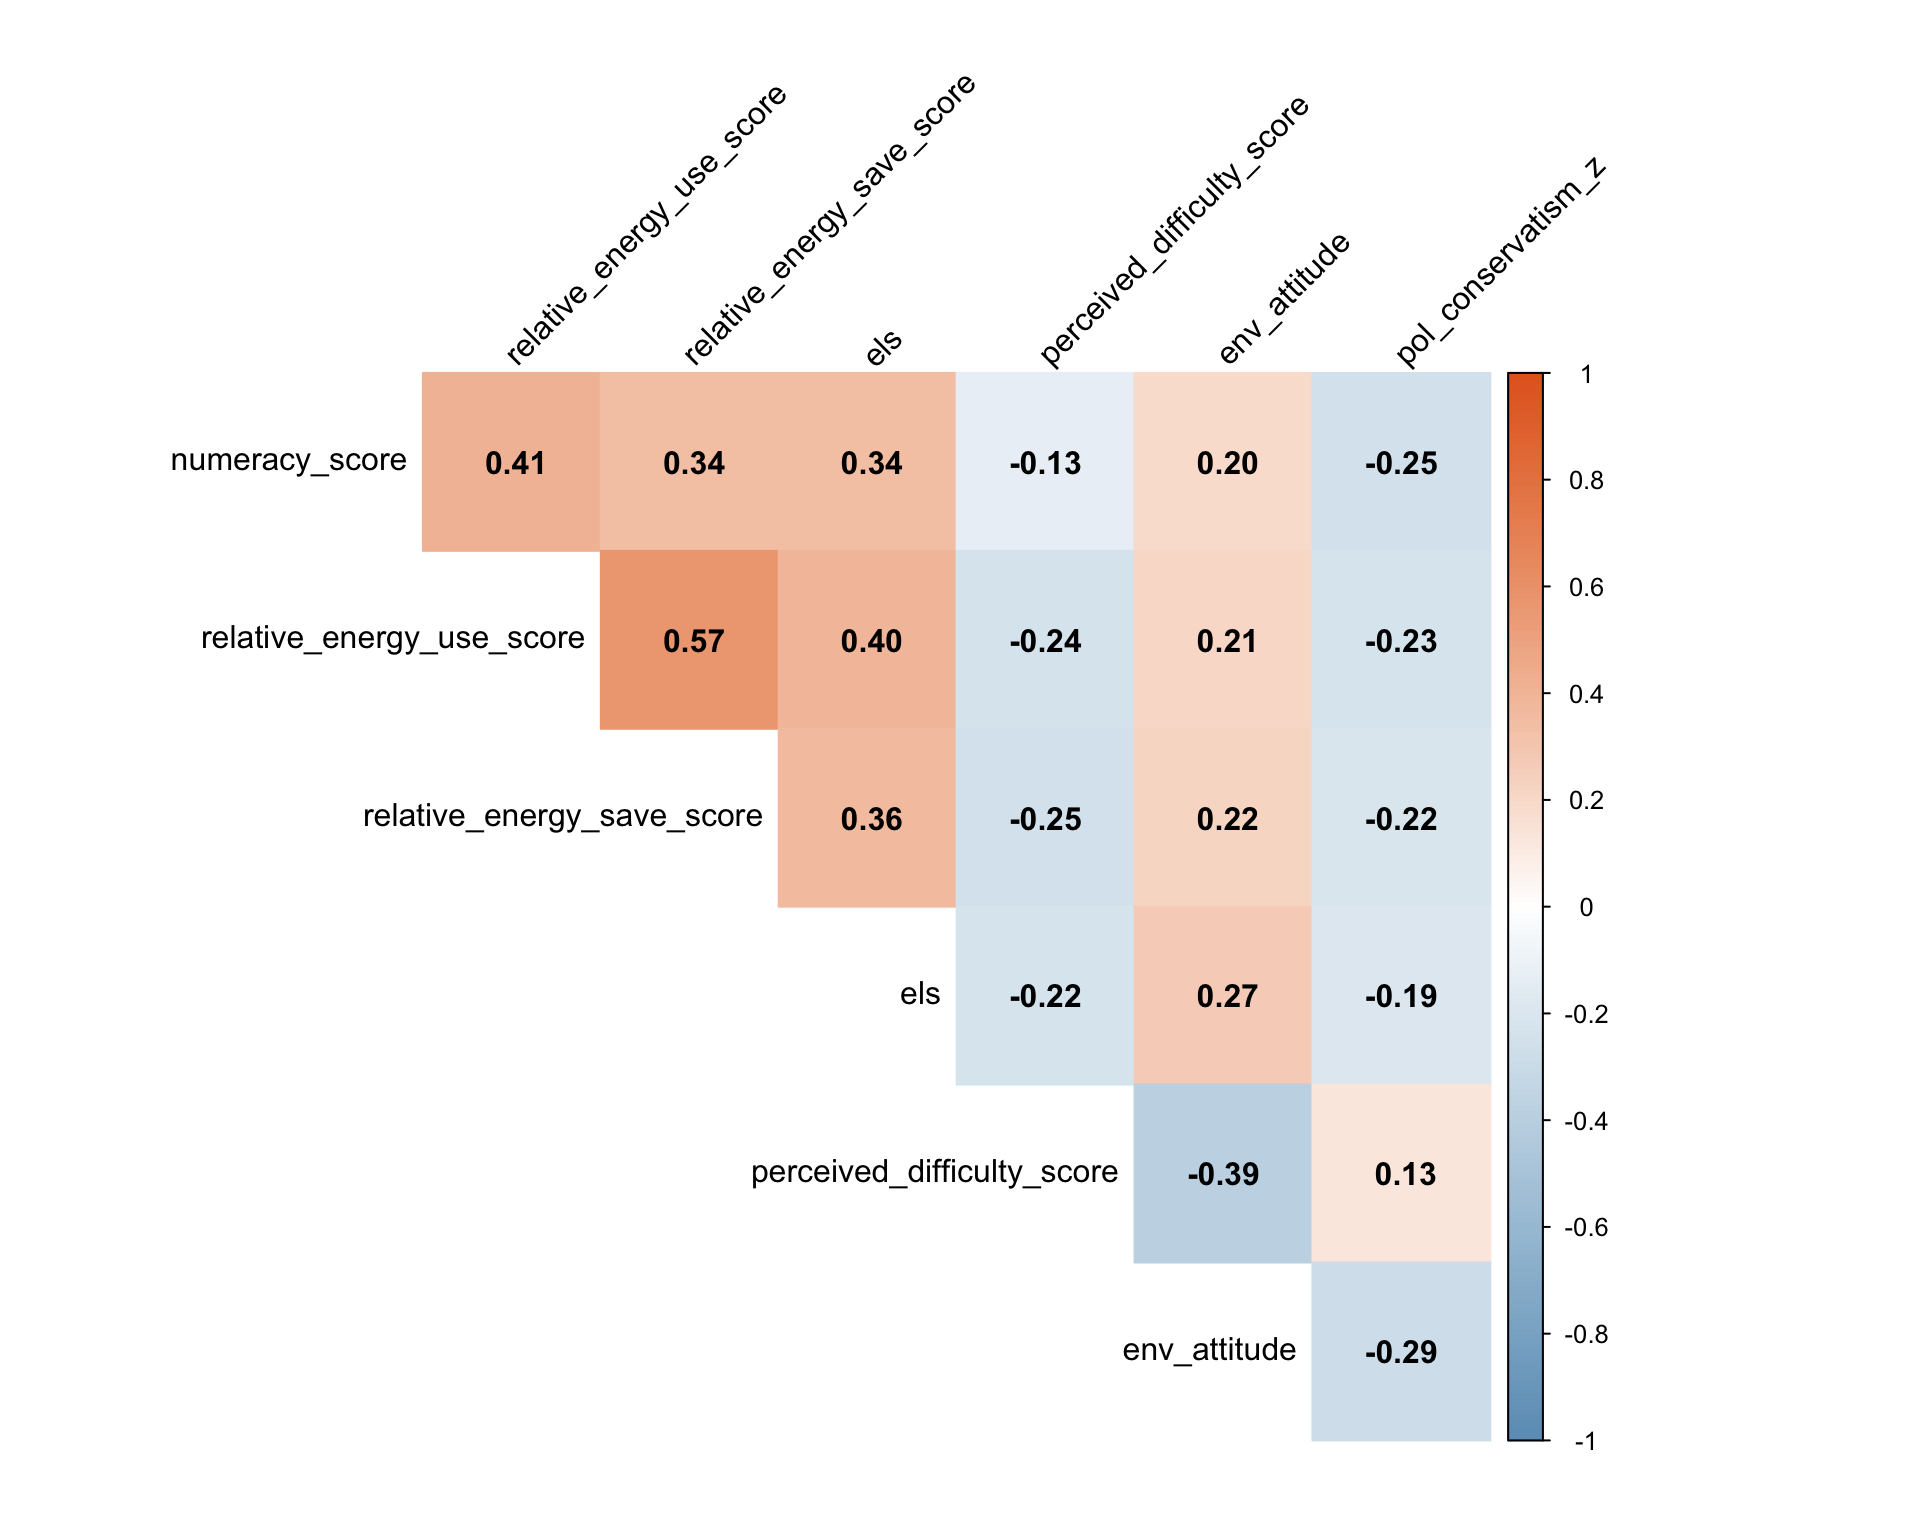 relative_energy_use_score
relative_energy_save_score
els
perceived_difficulty_score
env_attitude
pol_conservatism_z
numeracy_score 0.41 0.34 0.34 -0.13 0.20 -0.25
relative_energy_use_score 0.57 0.40 -0.24 0.21 -0.23
relative_energy_save_score 0.36 -0.25 0.22 -0.22
els -0.22 0.27 -0.19
perceived_difficulty_score -0.39 0.13
env_attitude -0.29
1
0.8
0.6
0.4
0.2
0
-0.2
-0.4
-0.6
-0.8
-1